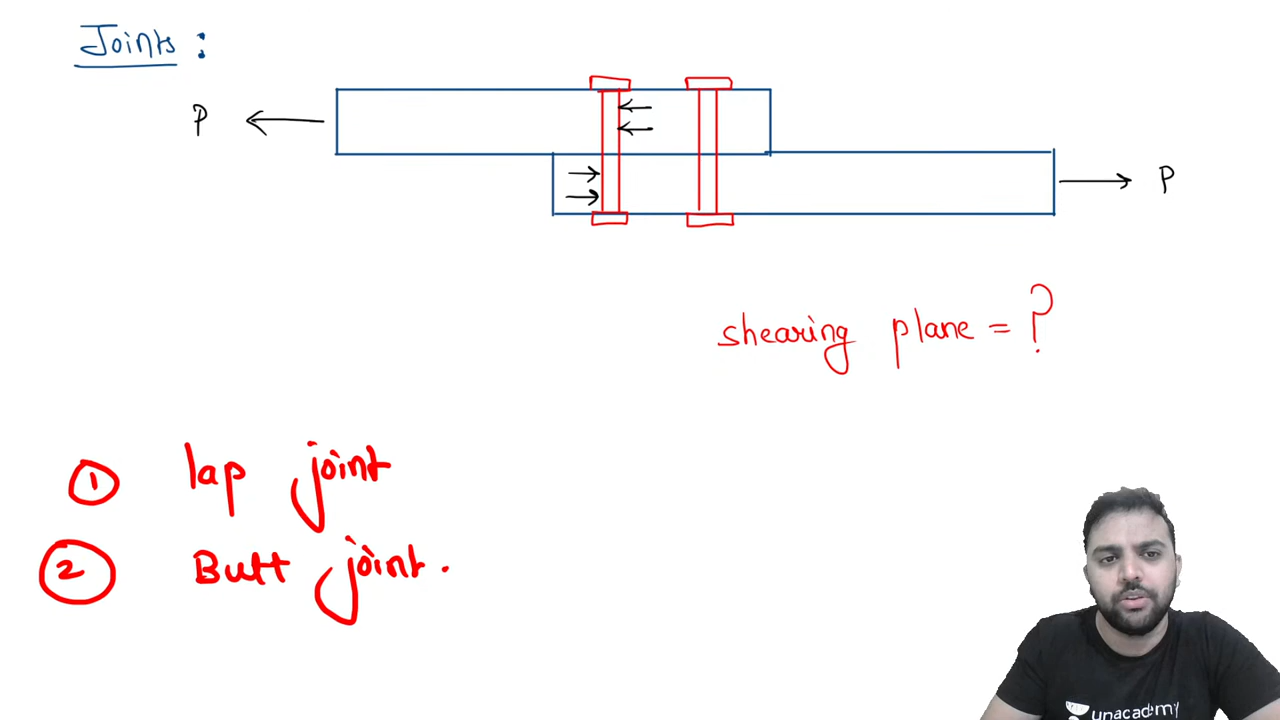 Joints :
P
P
shearing plane = ?
① lap joint
② Butt joint.
unacademy